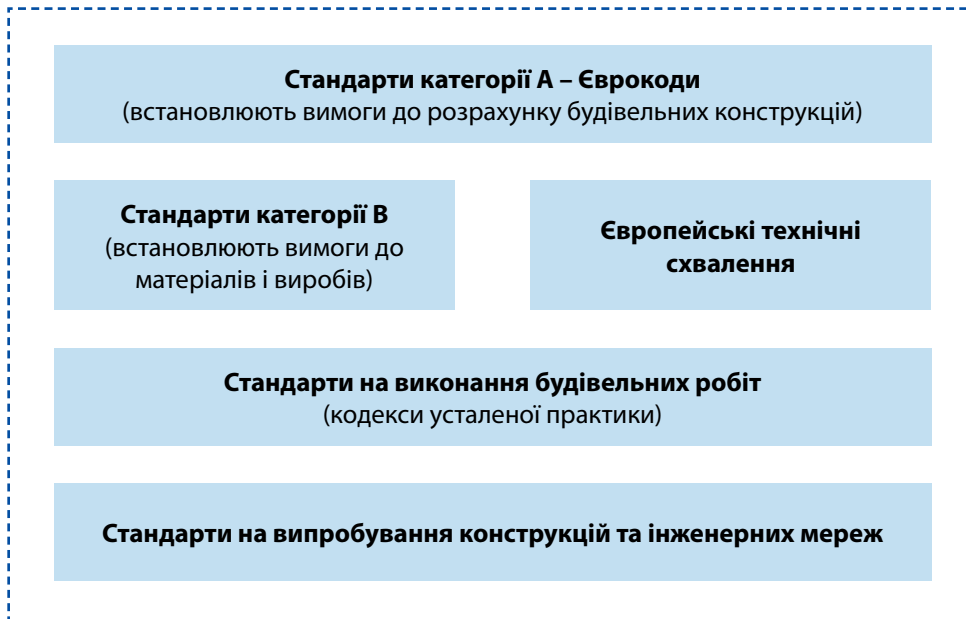 Стандарти категорії А – Єврокоди
(встановлюють вимоги до розрахунку будівельних конструкцій)
Стандарти категорії В
(встановлюють вимоги до
матеріалів і виробів)
Європейські технічні
схвалення
Стандарти на виконання будівельних робіт
(кодекси усталеної практики)
Стандарти на випробування конструкцій та інженерних мереж